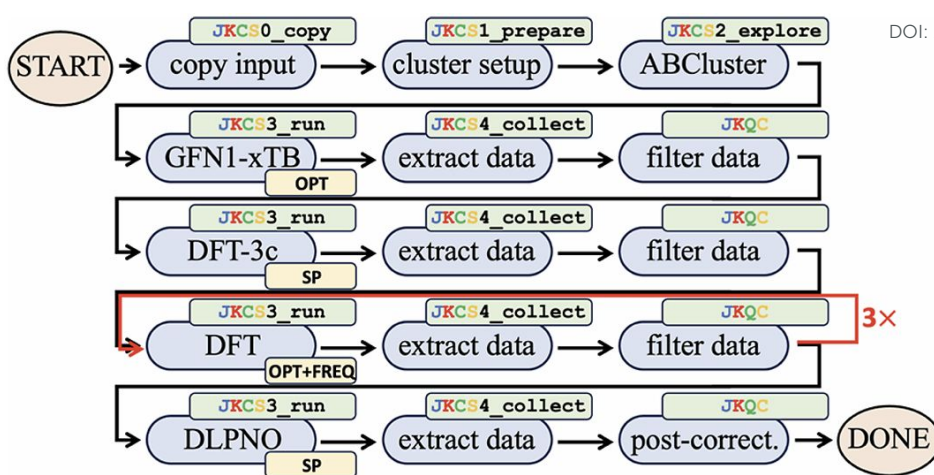 JKCS0_copy JKCS1_prepare JKCS2_explore DOI:
START copy input cluster setup ABCluster
JKCS3_run JKCS4_collect JKQC
GFN1-xTB extract data filter data
OPT
JKCS3_run JKCS4_collect JKQC
DFT-3c extract data filter data
SP
JKCS3_run JKCS4_collect JKQC 3×
DFT extract data filter data
OPT+FREQ
JKCS3_run JKCS4_collect JKQC
DLPNO extract data post-correct. DONE
SP